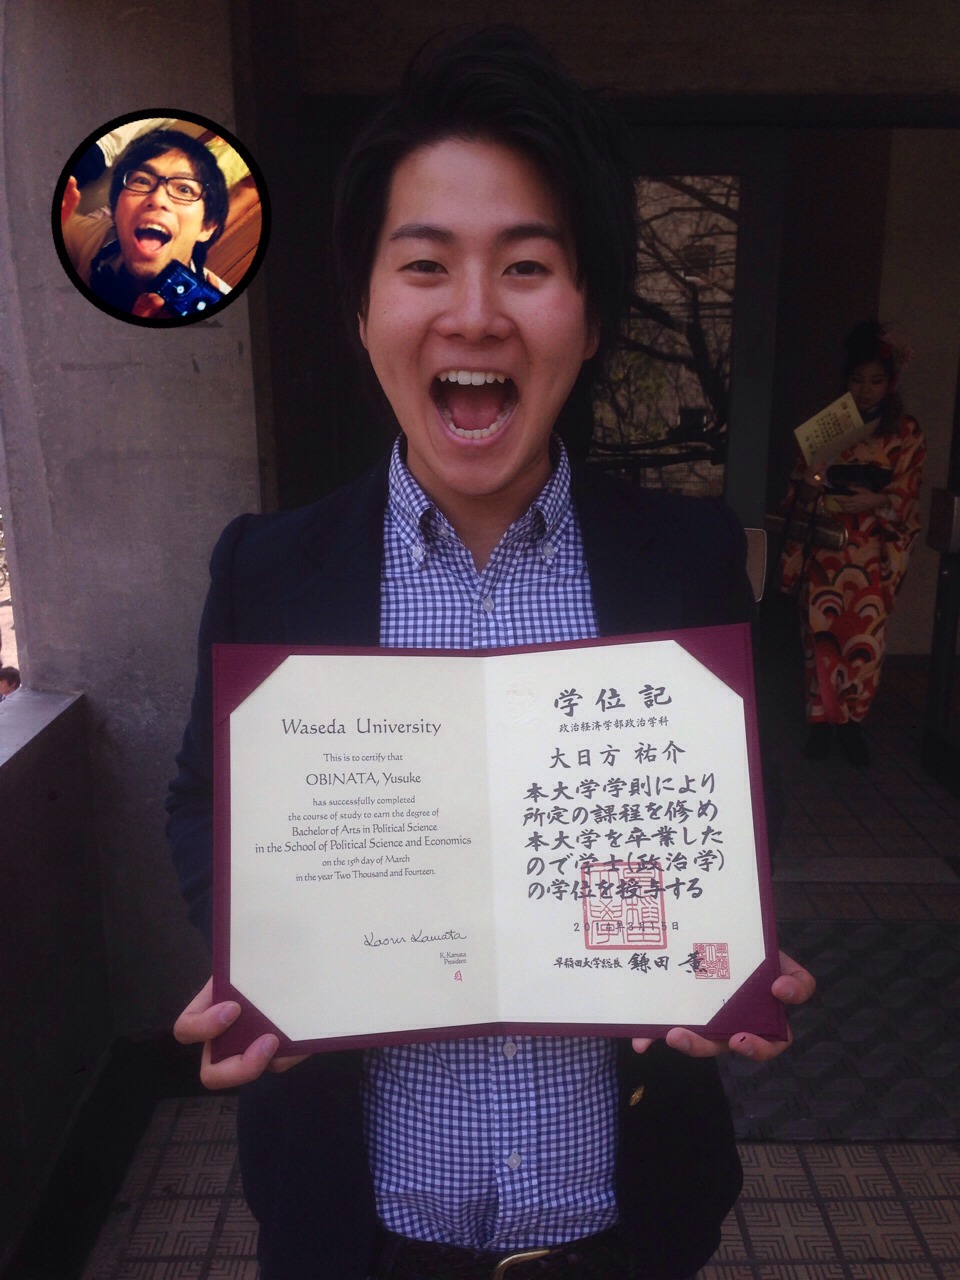 Waseda University
This is to certify that
OBINATA, Yusuke
has successfully completed
the course of study to earn the degree of
Bachelor of Arts in Political Science
in the School of Political Science and Economics
on the 15th day of March
in the year Two Thousand and Fourteen.
Kaoru Kamata
K. Kamata
President
学位記
政治経済学部政治学科
大日方 祐介
本大学学則により
所定の課程を修め
本大学を卒業した
ので学士(政治学)
の学位を授与する
2014年3月15日
早稲田大学総長 鎌田 薫